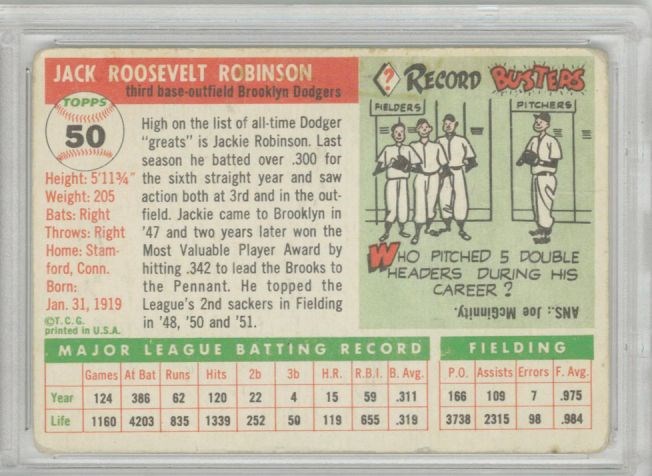 JACK ROOSEVELT ROBINSON
third base-outfield Brooklyn Dodgers
TOPPS
50
Height: 5'11¾"
Weight: 205
Bats: Right
Throws: Right
Home: Stam-
ford, Conn.
Born:
Jan. 31, 1919
©T.C.G.
printed in U.S.A.
High on the list of all-time Dodger
"greats" is Jackie Robinson. Last
season he batted over .300 for
the sixth straight year and saw
action both at 3rd and in the out-
field. Jackie came to Brooklyn in
'47 and two years later won the
Most Valuable Player Award by
hitting .342 to lead the Brooks to
the Pennant. He topped the
League's 2nd sackers in Fielding
in '48, '50 and '51.
? RECORD BUSTERS
FIELDERS
PITCHERS
WHO PITCHED 5 DOUBLE
HEADERS DURING HIS
CAREER?
ANS.: Joe McGinnity.
MAJOR LEAGUE BATTING RECORD FIELDING
Games At Bat Runs Hits 2b 3b H.R. R.B.I. B. Avg. P.O. Assists Errors F. Avg.
Year 124 386 62 120 22 4 15 59 .311 166 109 7 .975
Life 1160 4203 835 1339 252 50 119 655 .319 3738 2315 98 .984